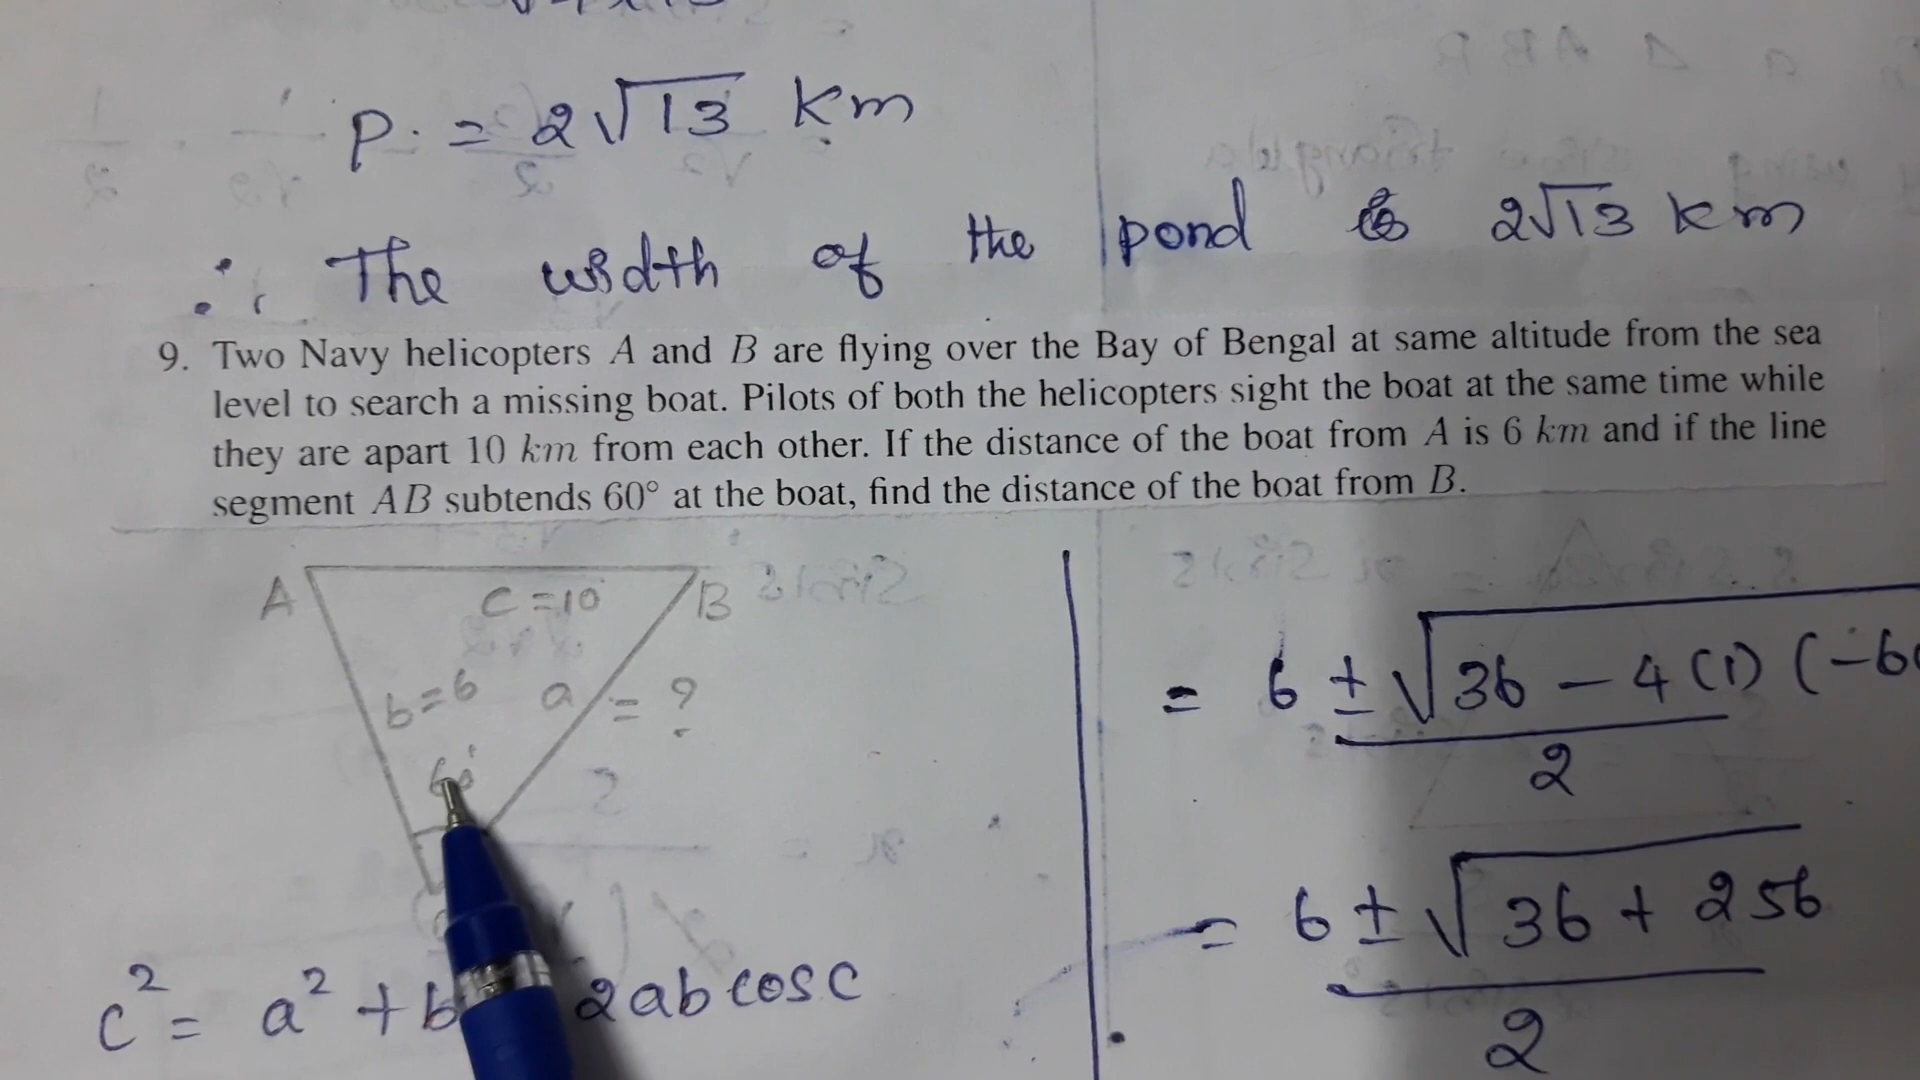 P. = 2√13 km
∴ The width of the pond is 2√13 km
9. Two Navy helicopters A and B are flying over the Bay of Bengal at same altitude from the sea
level to search a missing boat. Pilots of both the helicopters sight the boat at the same time while
they are apart 10 km from each other. If the distance of the boat from A is 6 km and if the line
segment AB subtends 60° at the boat, find the distance of the boat from B.
A
C = 10
B
b = 6
a = ?
60°
c² = a² + b 2ab cos C
= 6 ± √36 - 4(1)(-6
2
= 6 ± √36 + 256
2